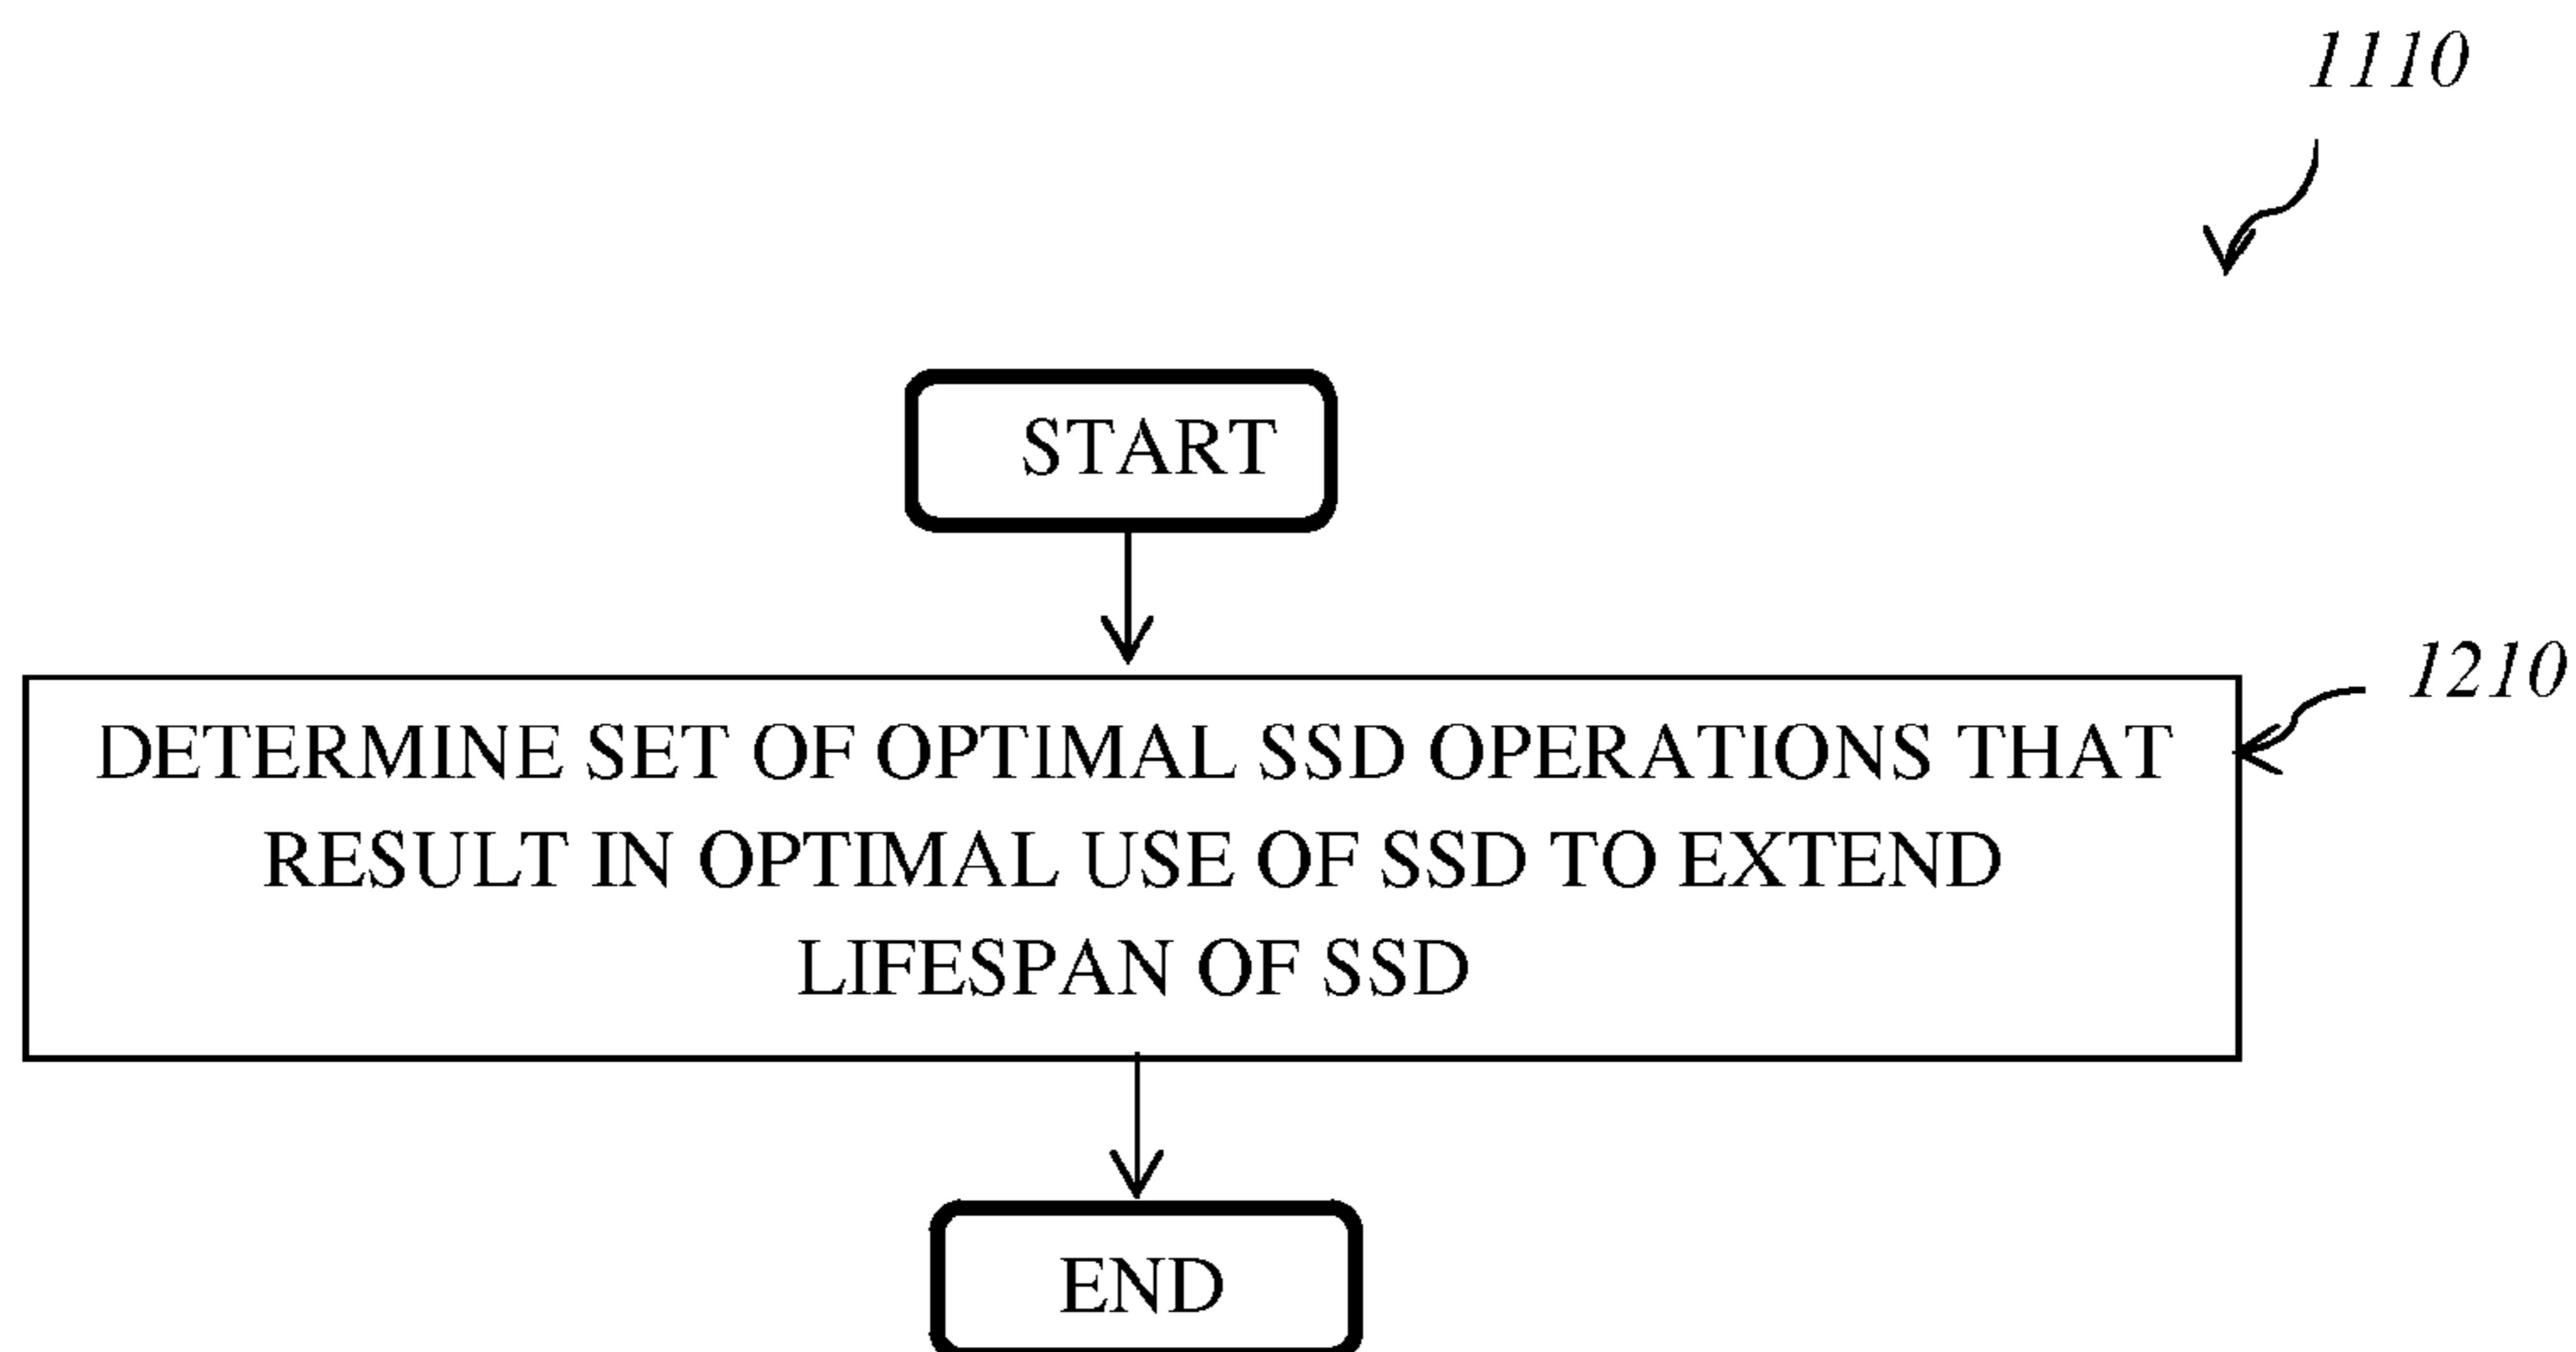 1110
START
1210
DETERMINE SET OF OPTIMAL SSD OPERATIONS THAT
RESULT IN OPTIMAL USE OF SSD TO EXTEND
LIFESPAN OF SSD
END